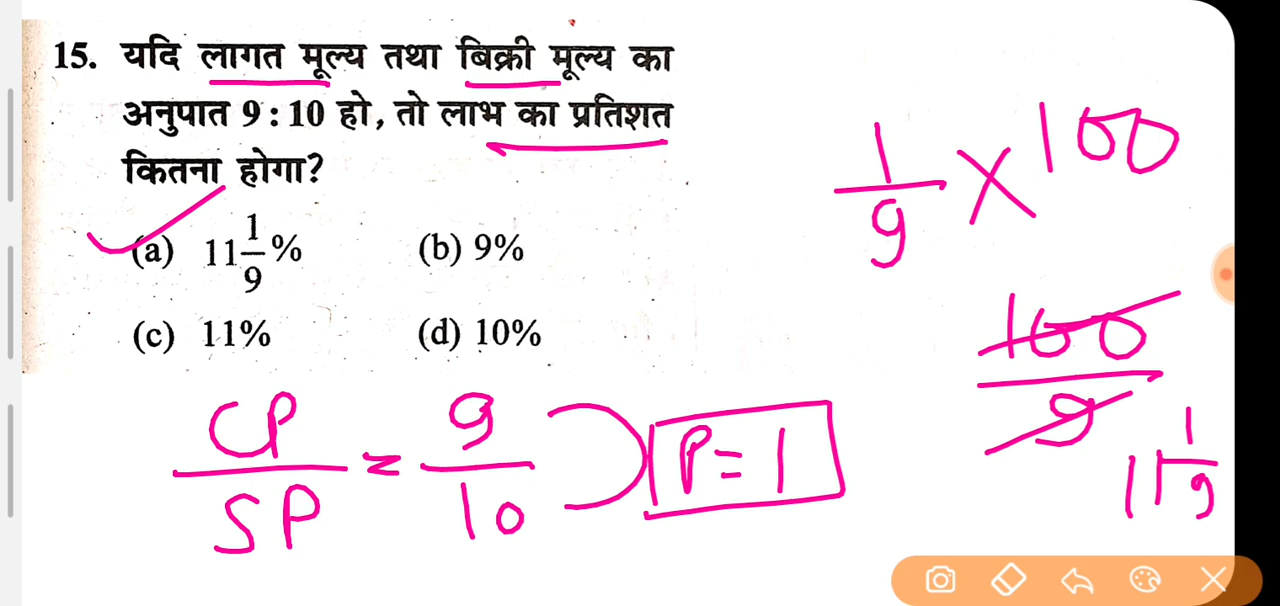 15. यदि लागत मूल्य तथा बिक्री मूल्य का
अनुपात 9 : 10 हो, तो लाभ का प्रतिशत
कितना होगा?
(a) 11 1/9 %
(b) 9%
(c) 11%
(d) 10%
CP/SP = 9/10
P = 1
1/9 × 100
100/9
11 1/9